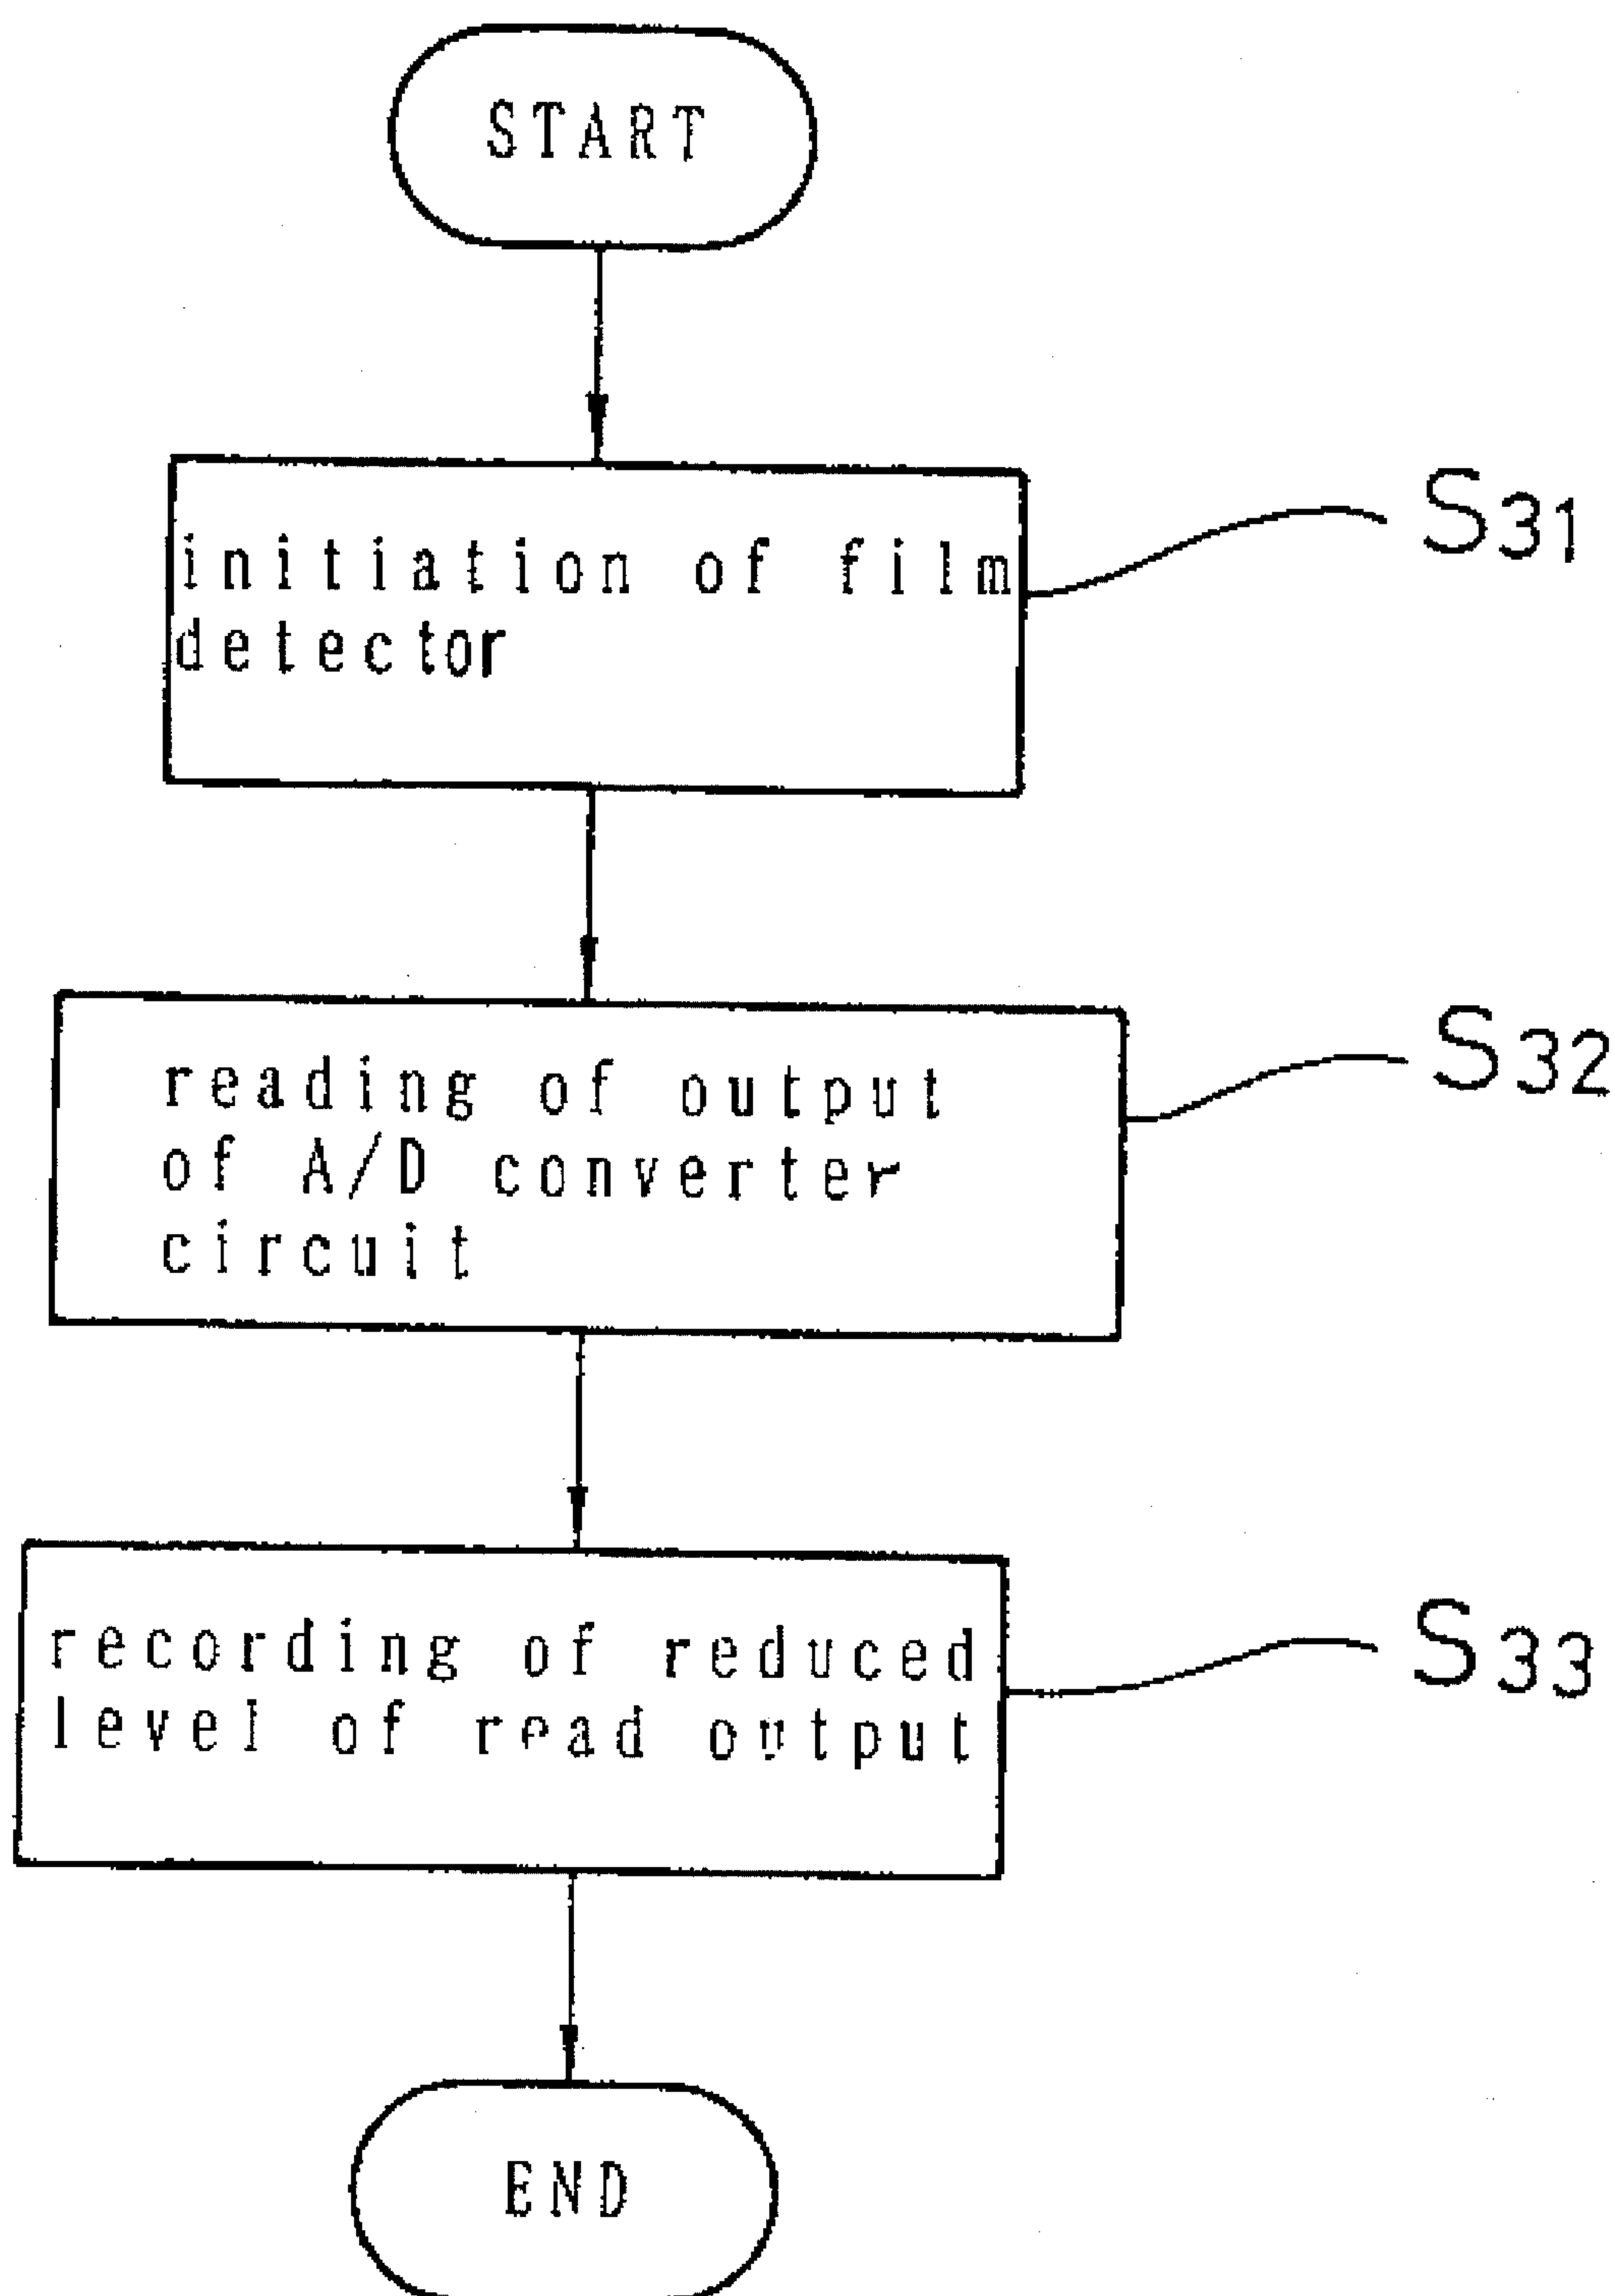 START
initiation of film
detector
S31
reading of output
of A/D converter
circuit
S32
recording of reduced
level of read output
S33
END